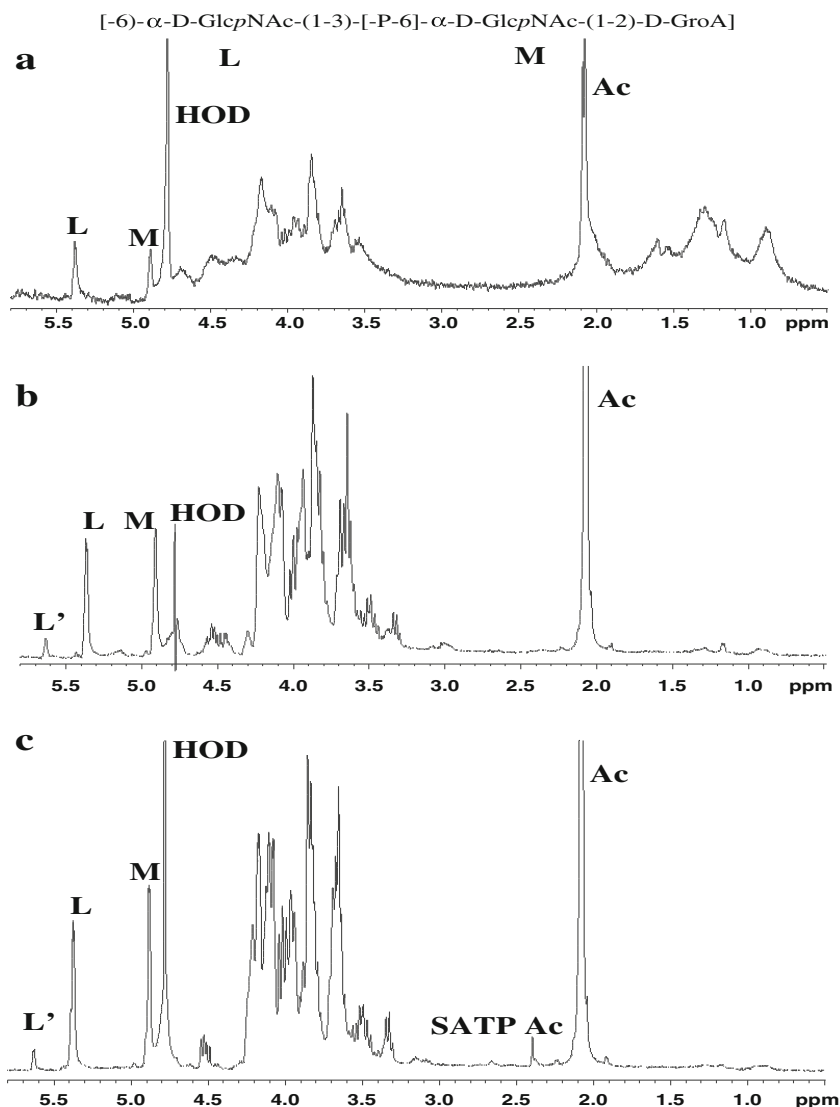 [-6)-α-D-GlcpNAc-(1-3)-[-P-6]-α-D-GlcpNAc-(1-2)-D-GroA]
L M
a
HOD
Ac
L
M
5.5 5.0 4.5 4.0 3.5 3.0 2.5 2.0 1.5 1.0 ppm
b
Ac
L M HOD
L’
5.5 5.0 4.5 4.0 3.5 3.0 2.5 2.0 1.5 1.0 ppm
c
HOD
Ac
M
L
SATP Ac
L’
5.5 5.0 4.5 4.0 3.5 3.0 2.5 2.0 1.5 1.0 ppm